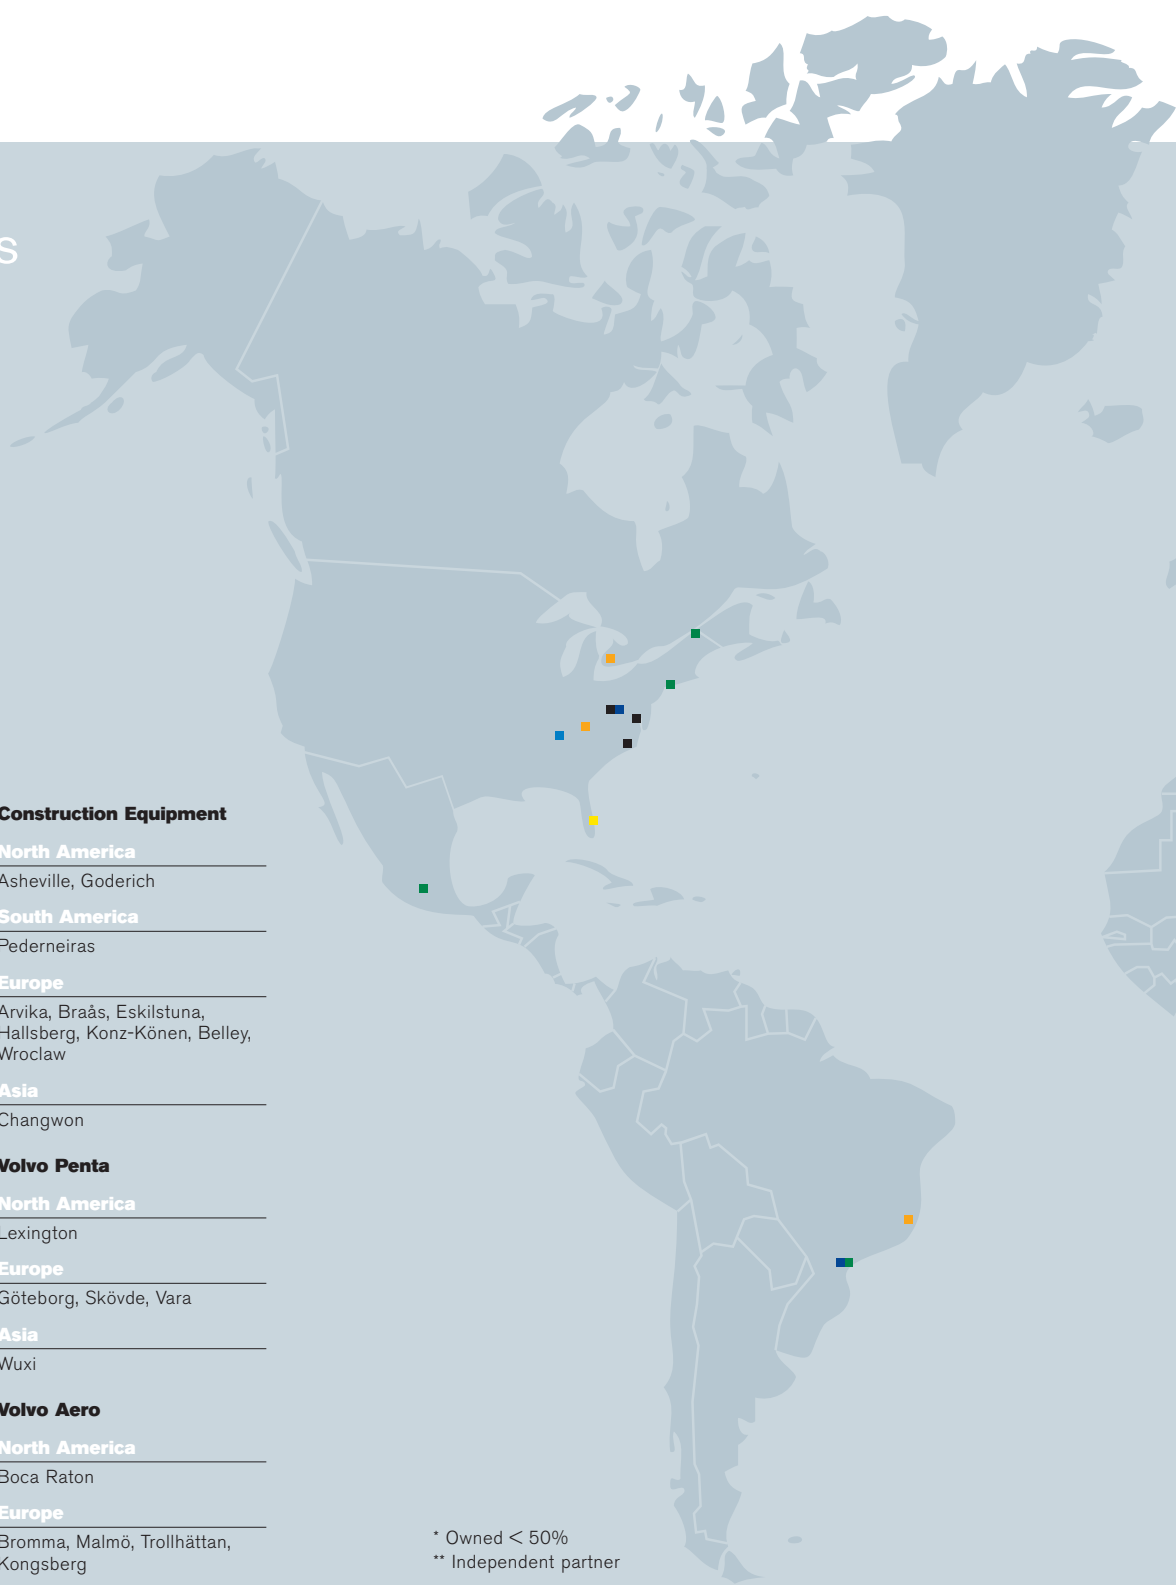 s
Construction Equipment
North America
Asheville, Goderich
South America
Pederneiras
Europe
Arvika, Braås, Eskilstuna,
Hallsberg, Konz-Könen, Belley,
Wroclaw
Asia
Changwon
Volvo Penta
North America
Lexington
Europe
Göteborg, Skövde, Vara
Asia
Wuxi
Volvo Aero
North America
Boca Raton
Europe
Bromma, Malmö, Trollhättan,
Kongsberg
* Owned < 50%
** Independent partner